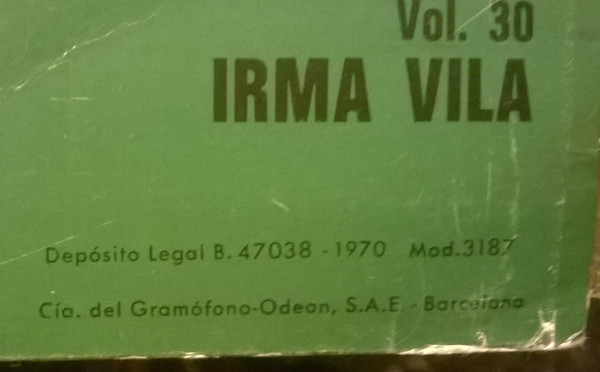 Vol. 30
IRMA VILA
Depósito Legal B. 47038 - 1970 Mod.3187
Cía. del Gramófono-Odeon, S.A.E. - Barcelona